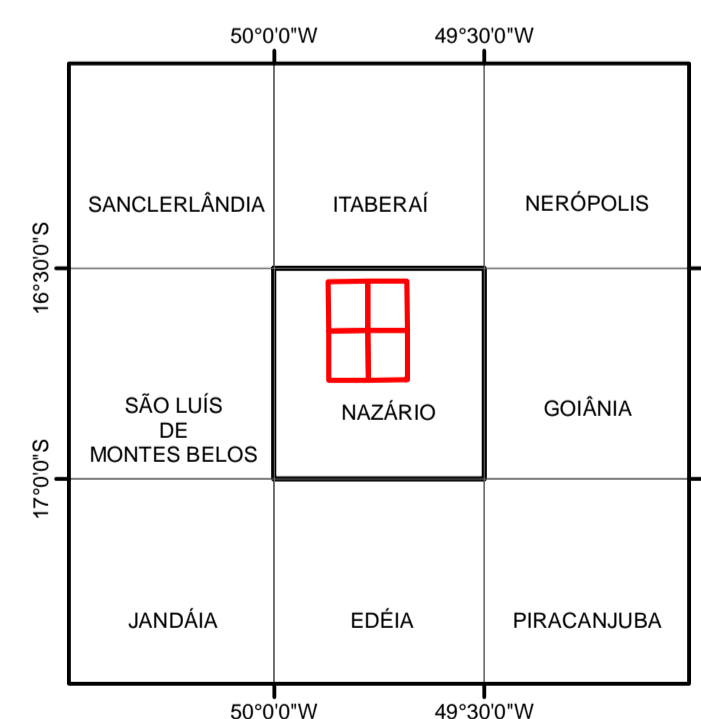 50°0'0"W 49°30'0"W
SANCLERLÂNDIA ITABERAÍ NERÓPOLIS
16°30'0"S
SÃO LUÍS
DE
MONTES BELOS
NAZÁRIO GOIÂNIA
17°0'0"S
JANDÁIA EDÉIA PIRACANJUBA
50°0'0"W 49°30'0"W